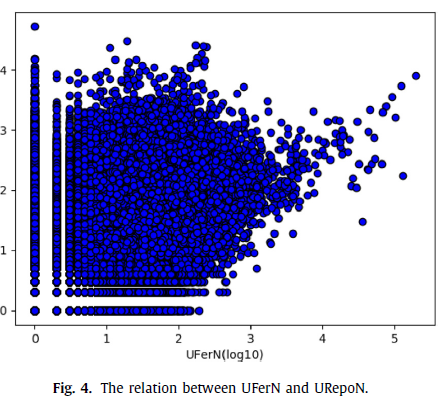 4
3
2
1
0
0 1 2 3 4 5
UFerN(log10)
Fig. 4. The relation between UFerN and URepoN.